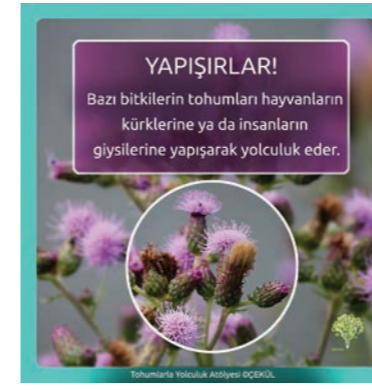 YAPIŞIRLAR!
Bazı bitkilerin tohumları hayvanların
kürklerine ya da insanların
giysilerine yapışarak yolculuk eder.
Tohumlarla Yolculuk Atölyesi ©ÇEKÜL